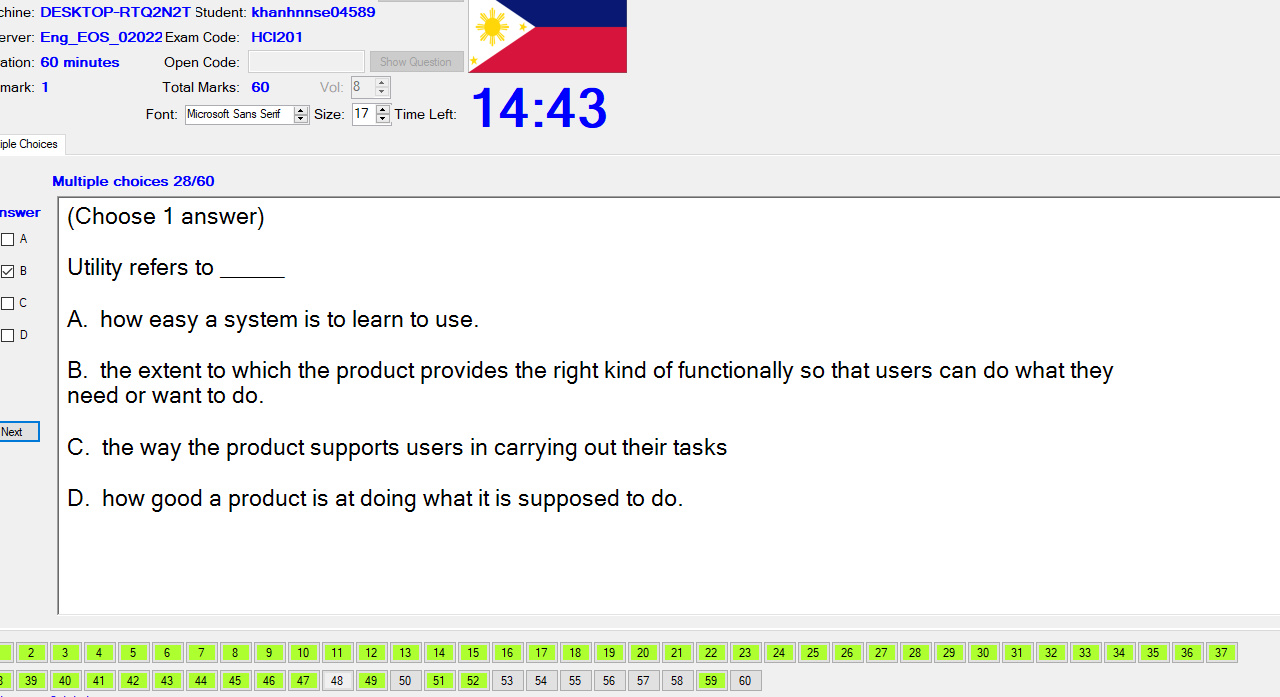 chine: DESKTOP-RTQ2N2T Student: khanhnnse04589
erver: Eng_EOS_02022 Exam Code: HCI201
ation: 60 minutes Open Code: Show Question
mark: 1 Total Marks: 60 Vol: 8
Font: Microsoft Sans Serif Size: 17 Time Left: 14:43
iple Choices
Multiple choices 28/60
nswer
(Choose 1 answer)
A
Utility refers to ______
B
C
A. how easy a system is to learn to use.
D
B. the extent to which the product provides the right kind of functionally so that users can do what they
need or want to do.
Next
C. the way the product supports users in carrying out their tasks
D. how good a product is at doing what it is supposed to do.
2 3 4 5 6 7 8 9 10 11 12 13 14 15 16 17 18 19 20 21 22 23 24 25 26 27 28 29 30 31 32 33 34 35 36 37
39 40 41 42 43 44 45 46 47 48 49 50 51 52 53 54 55 56 57 58 59 60